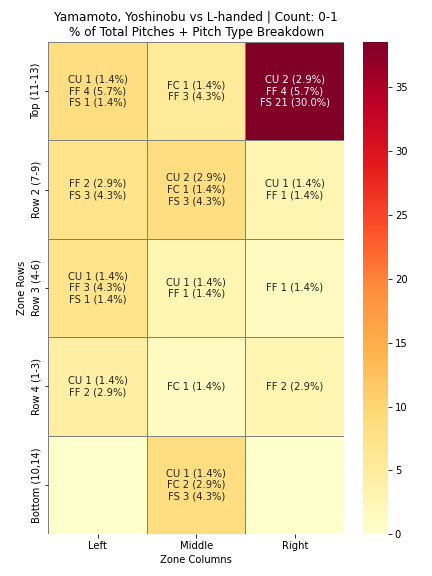 Yamamoto, Yoshinobu vs L-handed | Count: 0-1
% of Total Pitches + Pitch Type Breakdown
Zone Rows
Top (11-13)
CU 1 (1.4%)
FF 4 (5.7%)
FS 1 (1.4%)
FC 1 (1.4%)
FF 3 (4.3%)
CU 2 (2.9%)
FF 4 (5.7%)
FS 21 (30.0%)
Row 2 (7-9)
FF 2 (2.9%)
FS 3 (4.3%)
CU 2 (2.9%)
FC 1 (1.4%)
FS 3 (4.3%)
CU 1 (1.4%)
FF 1 (1.4%)
Row 3 (4-6)
CU 1 (1.4%)
FF 3 (4.3%)
FS 1 (1.4%)
CU 1 (1.4%)
FF 1 (1.4%)
FF 1 (1.4%)
Row 4 (1-3)
CU 1 (1.4%)
FF 2 (2.9%)
FC 1 (1.4%)
FF 2 (2.9%)
Bottom (10,14)
CU 1 (1.4%)
FC 2 (2.9%)
FS 3 (4.3%)
Left
Middle
Right
Zone Columns
35
30
25
20
15
10
5
0